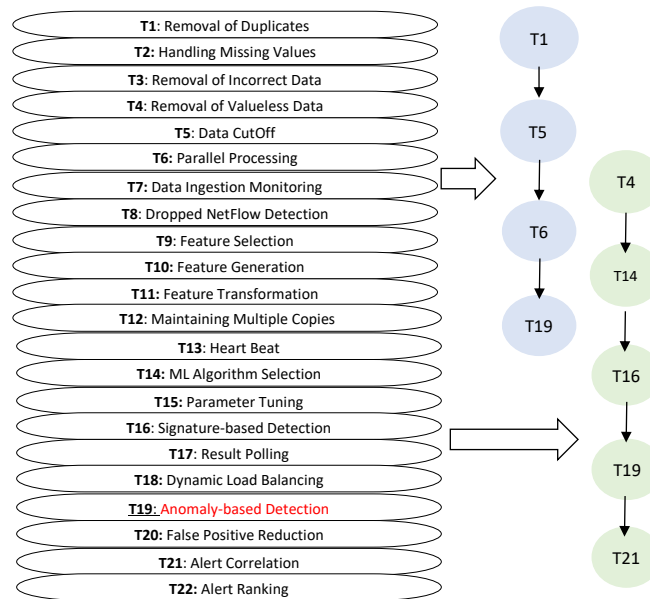 T1: Removal of Duplicates
T2: Handling Missing Values
T3: Removal of Incorrect Data
T4: Removal of Valueless Data
T5: Data CutOff
T6: Parallel Processing
T7: Data Ingestion Monitoring
T8: Dropped NetFlow Detection
T9: Feature Selection
T10: Feature Generation
T11: Feature Transformation
T12: Maintaining Multiple Copies
T13: Heart Beat
T14: ML Algorithm Selection
T15: Parameter Tuning
T16: Signature-based Detection
T17: Result Polling
T18: Dynamic Load Balancing
T19: Anomaly-based Detection
T20: False Positive Reduction
T21: Alert Correlation
T22: Alert Ranking
T1
T5
T6
T19
T4
T14
T16
T19
T21